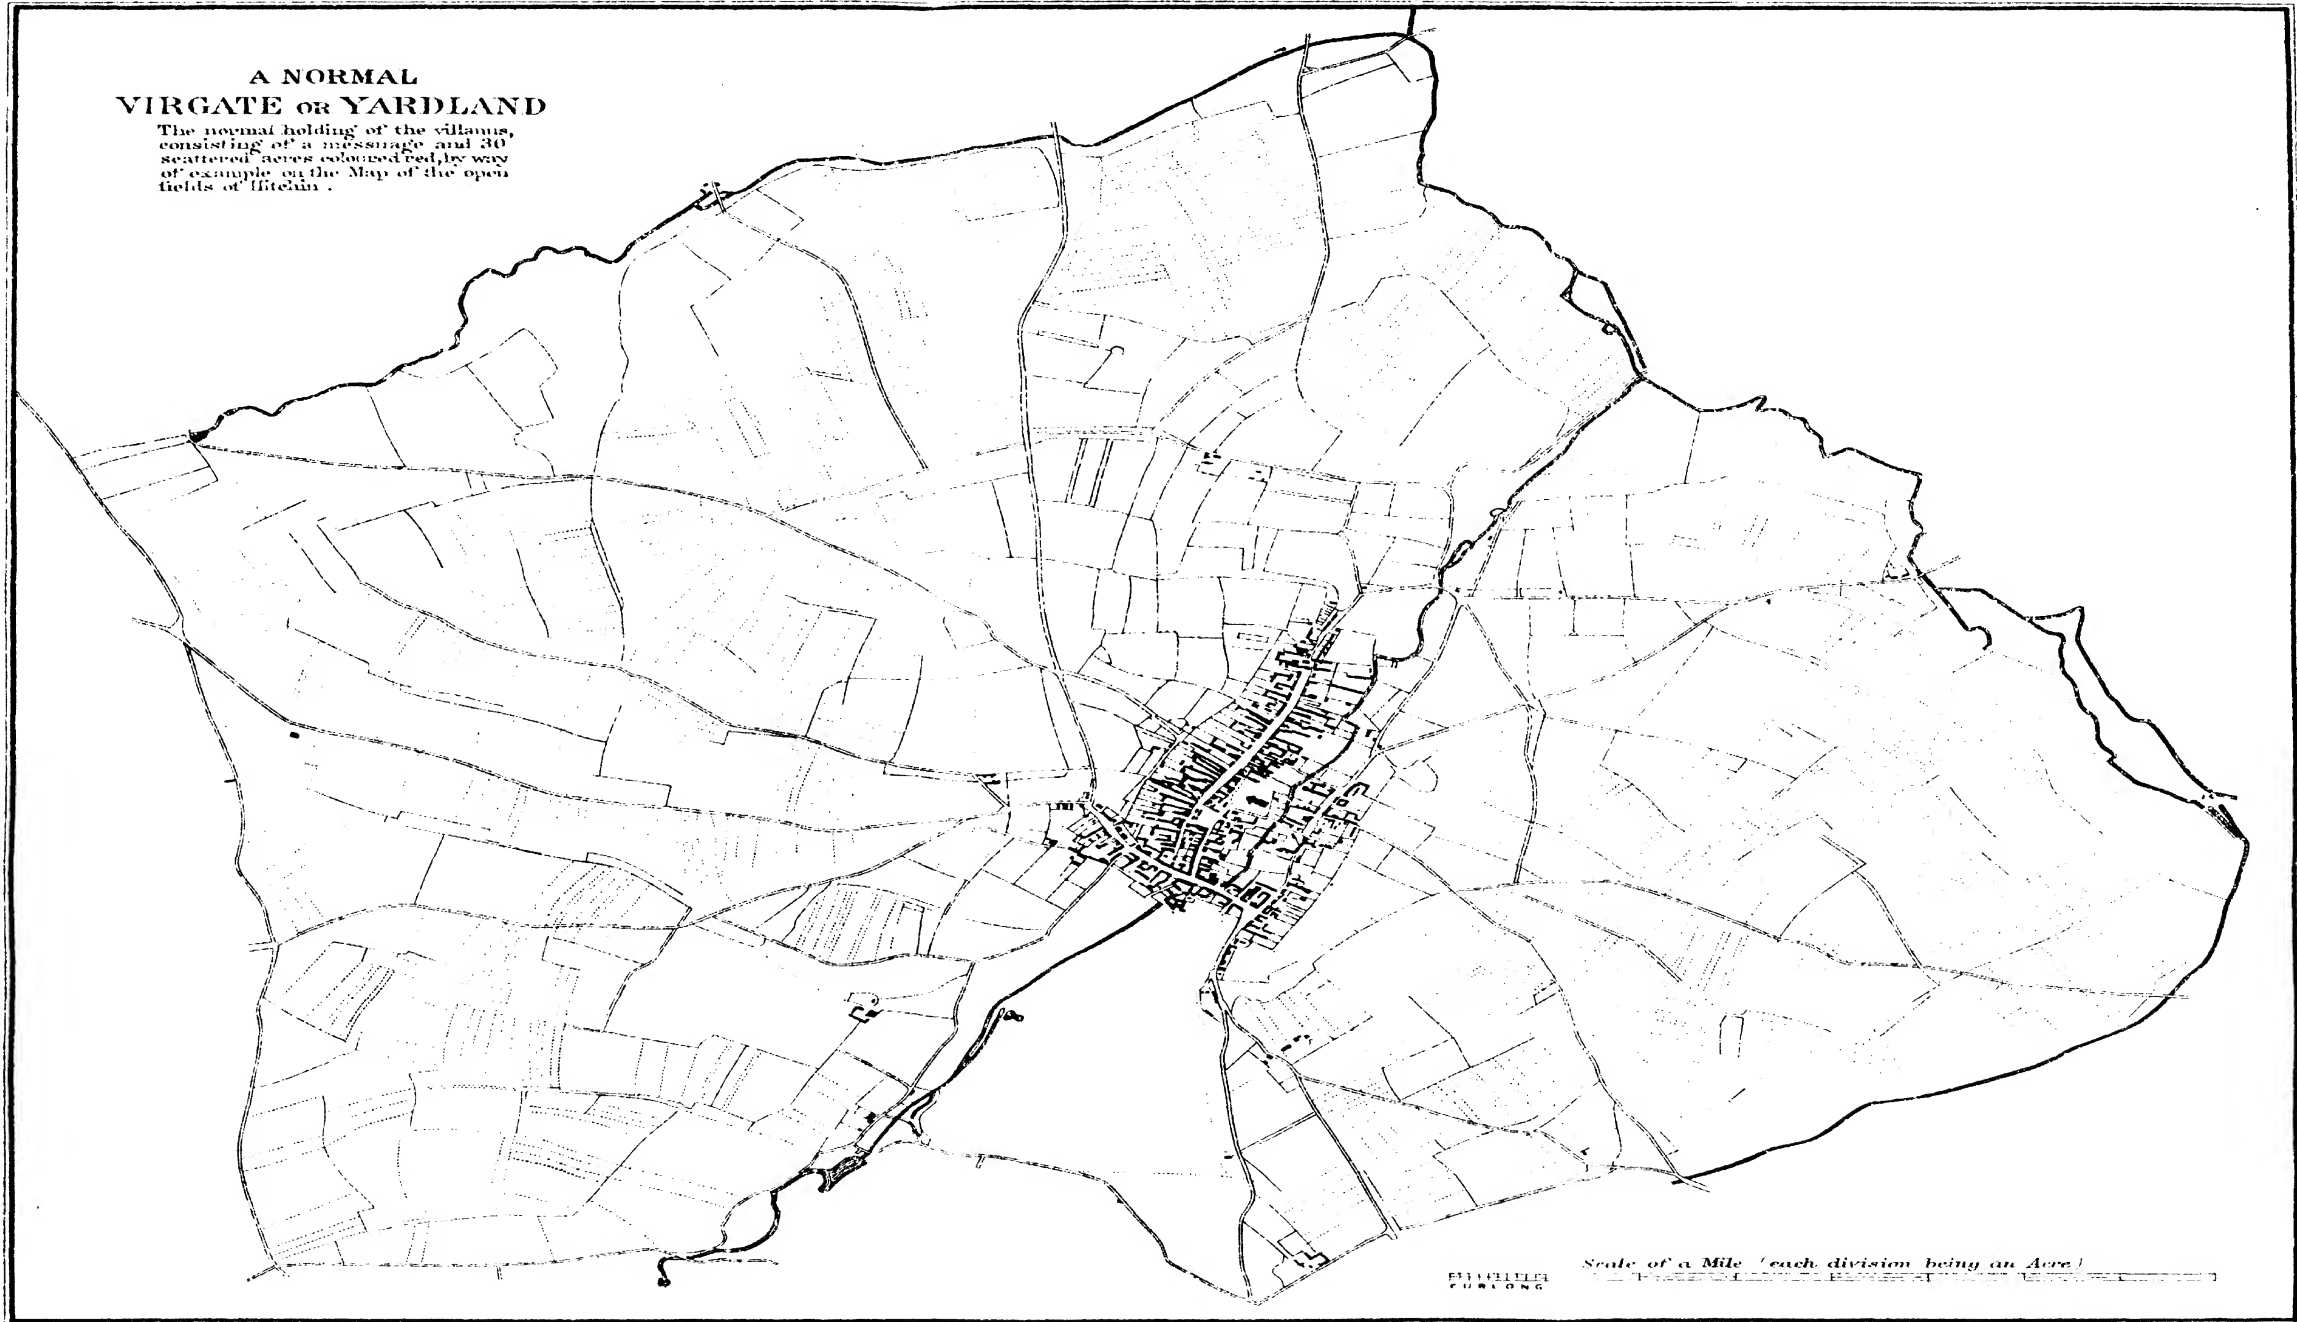 A NORMAL
VIRGATE OR YARDLAND
The normal holding of the villanus,
consisting of a messuage and 30
scattered acres coloured red, by way
of example on the Map of the open
fields of Hitchin .
Scale of a Mile (each division being an Acre)
FURLONG